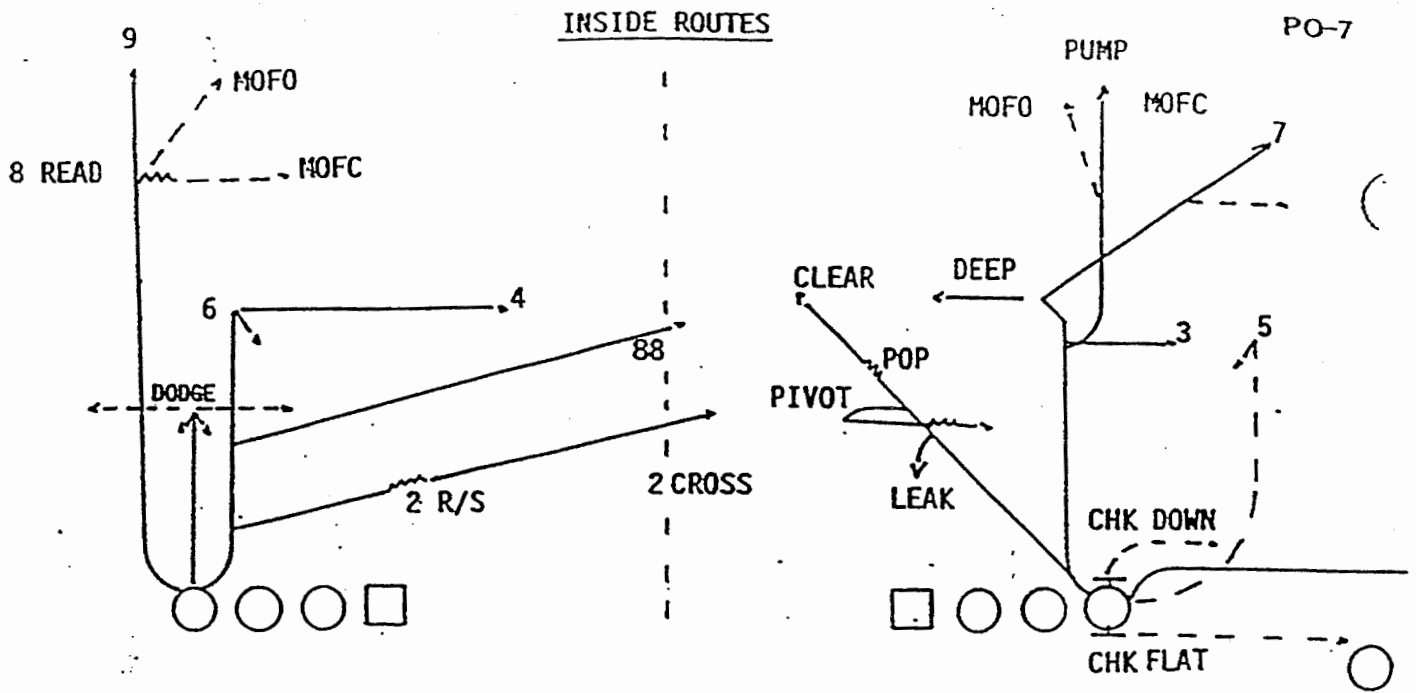 INSIDE ROUTES
PO-7
9
MOFO
8 READ
MOFC
6
4
88
DODGE
2 R/S
2 CROSS
PUMP
MOFO
MOFC
7
CLEAR
DEEP
POP
3
5
PIVOT
LEAK
CHK DOWN
CHK FLAT